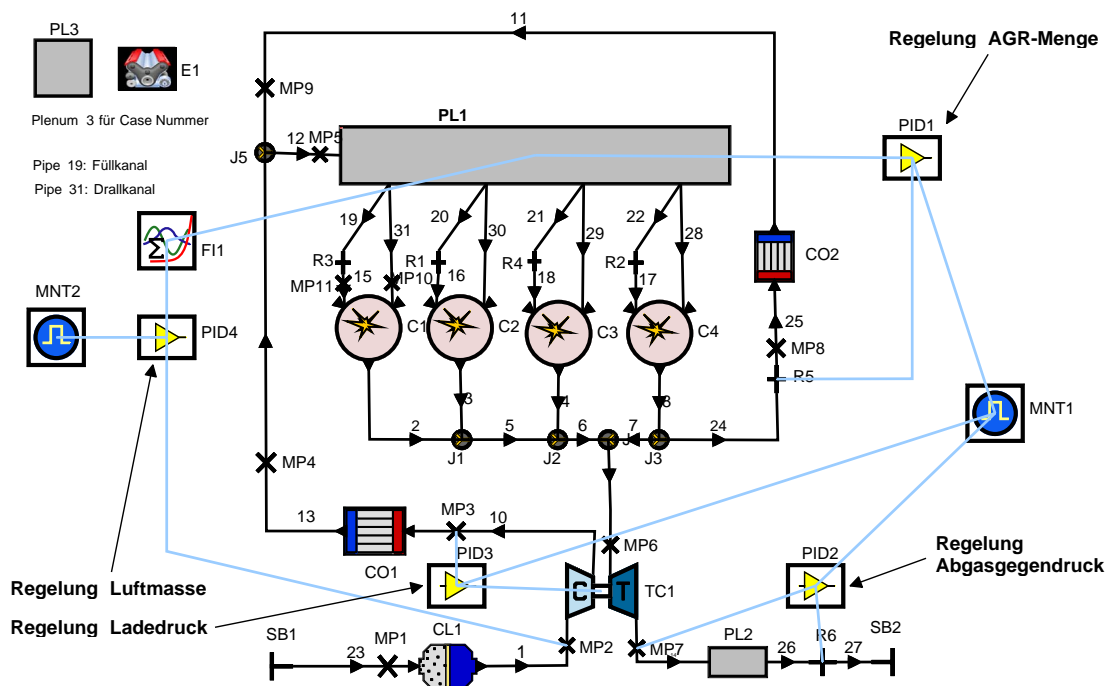 11
PL3
Regelung AGR-Menge
E1
MP9
Plenum 3 für Case Nummer
PL1
PID1
12 MP5
J5
Pipe 19: Füllkanal
Pipe 31: Drallkanal
19
31
20
30
21
29
22
28
FI1
R3
R1
R4
R2
CO2
MP11
15
MP10
16
18
17
MNT2
PID4
C1
C2
C3
C4
25
MP8
R5
3
4
8
MNT1
2
5
6
7
24
J1
J2
J
J3
MP4
13
MP3
10
MP6
CO1
PID3
PID2
Regelung
Abgasgegendruck
Regelung Luftmasse
C
T
TC1
Regelung Ladedruck
SB1
MP1
CL1
MP2
MP7
PL2
R6
SB2
23
1
26
27